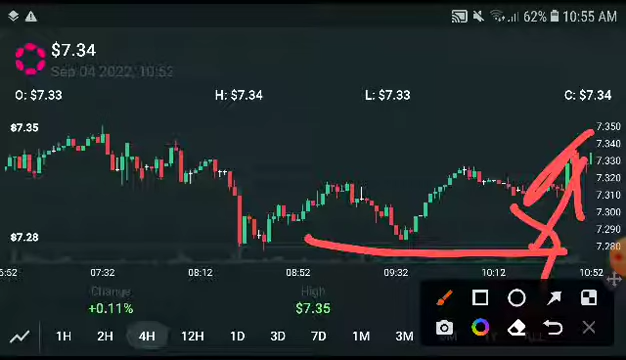 62% 10:55 AM
$7.34
Sep 04 2022, 10:52
O: $7.33 H: $7.34 L: $7.33 C: $7.34
$7.35
$7.28
7.350
7.340
7.330
7.320
7.310
7.300
7.290
7.280
6:52 07:32 08:12 08:52 09:32 10:12 10:52
Change High
+0.11% $7.35
1H 2H 4H 12H 1D 3D 7D 1M 3M